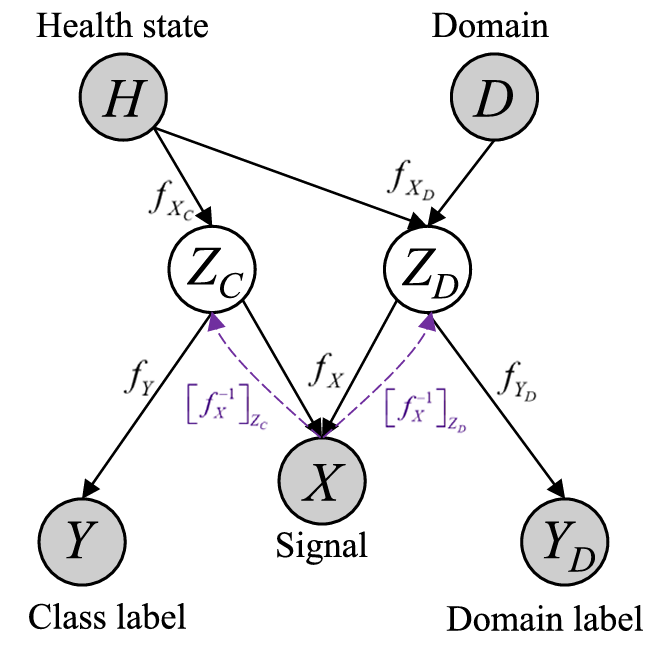 Health state
Domain
H
D
f_{X_C}
f_{X_D}
Z_C
Z_D
f_Y
[f_X^{-1}]_{Z_C}
f_X
[f_X^{-1}]_{Z_D}
f_{Y_D}
X
Y
Signal
Y_D
Class label
Domain label